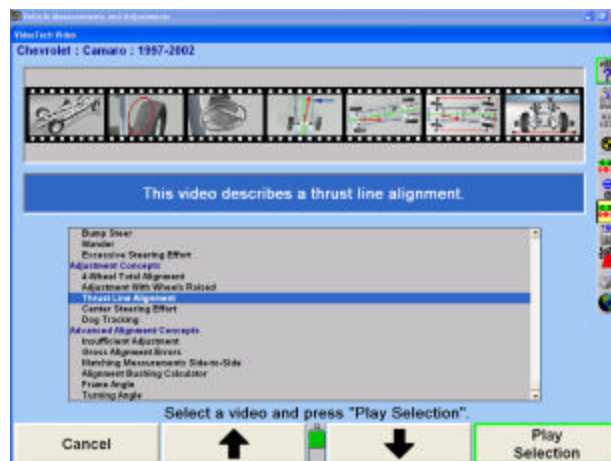 Vehicle Measurements and Adjustments
VideoTech Video
Chevrolet : Camaro : 1997-2002
This video describes a thrust line alignment.
Bump Steer
Wander
Excessive Steering Effort
Adjustment Concepts
4-Wheel Total Alignment
Adjustment With Wheels Raised
Thrust Line Alignment
Center Steering Effort
Dog Tracking
Advanced Alignment Concepts
Insufficient Adjustment
Gross Alignment Errors
Matching Measurements Side-to-Side
Alignment Bushing Calculator
Frame Angle
Turning Angle
Select a video and press "Play Selection".
Cancel
Play
Selection